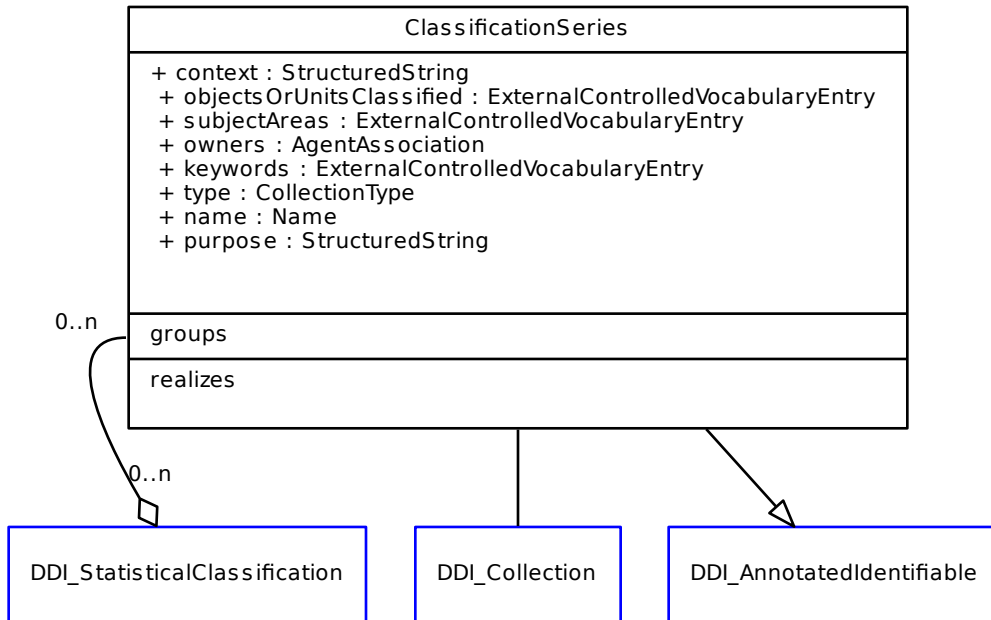 ClassificationSeries
+ context : StructuredString
+ objectsOrUnitsClassified : ExternalControlledVocabularyEntry
+ subjectAreas : ExternalControlledVocabularyEntry
+ owners : AgentAssociation
+ keywords : ExternalControlledVocabularyEntry
+ type : CollectionType
+ name : Name
+ purpose : StructuredString
0..n
groups
realizes
0..n
DDI_StatisticalClassification
DDI_Collection
DDI_AnnotatedIdentifiable